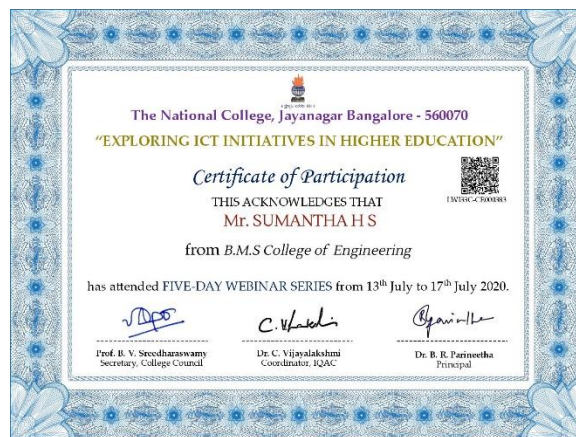 The National College, Jayanagar Bangalore - 560070
“EXPLORING ICT INITIATIVES IN HIGHER EDUCATION”
Certificate of Participation
THIS ACKNOWLEDGES THAT
Mr. SUMANTHA H S
from B.M.S College of Engineering
has attended FIVE-DAY WEBINAR SERIES from 13th July to 17th July 2020.
Prof. B. V. Sreedharaswamy
Secretary, College Council
Dr. C. Vijayalakshmi
Coordinator, IQAC
Dr. B. R. Parineetha
Principal